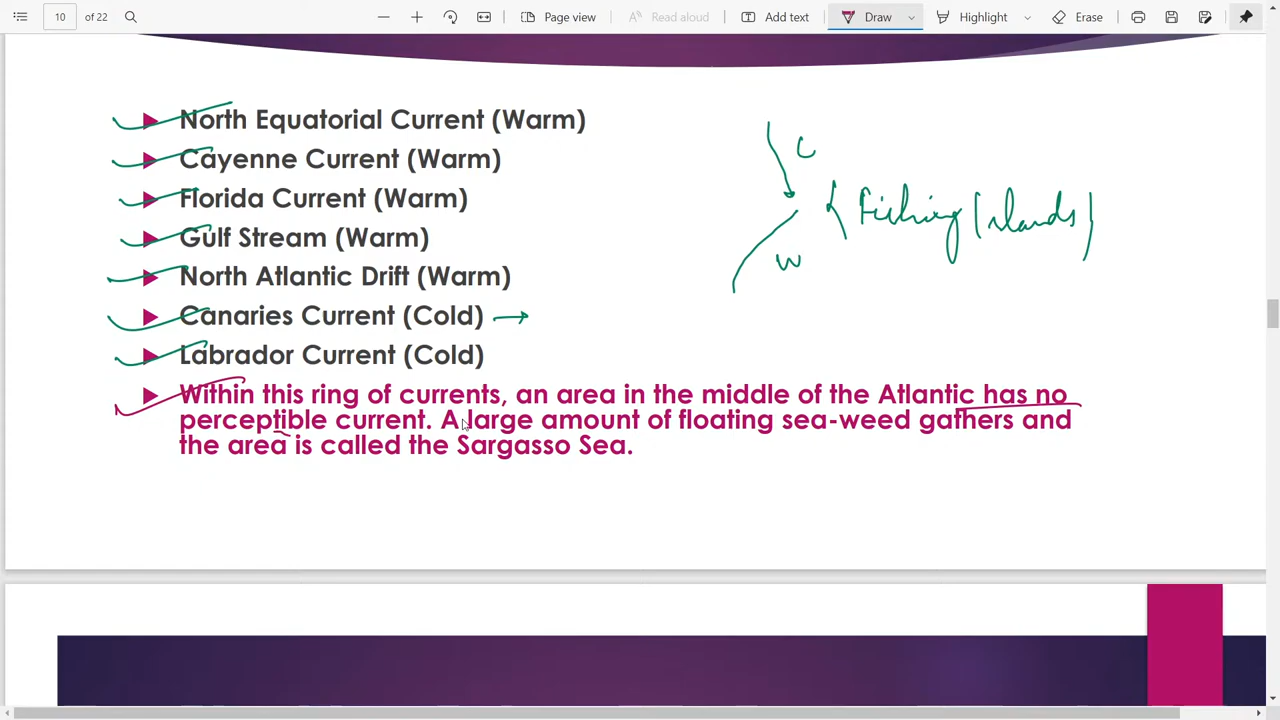 10 of 22 Page view Read aloud Add text Draw Highlight Erase
North Equatorial Current (Warm)
Cayenne Current (Warm)
Florida Current (Warm)
Gulf Stream (Warm)
North Atlantic Drift (Warm)
Canaries Current (Cold)
Labrador Current (Cold)
Within this ring of currents, an area in the middle of the Atlantic has no
perceptible current. A large amount of floating sea-weed gathers and
the area is called the Sargasso Sea.
C
Fishing (Islands)
W